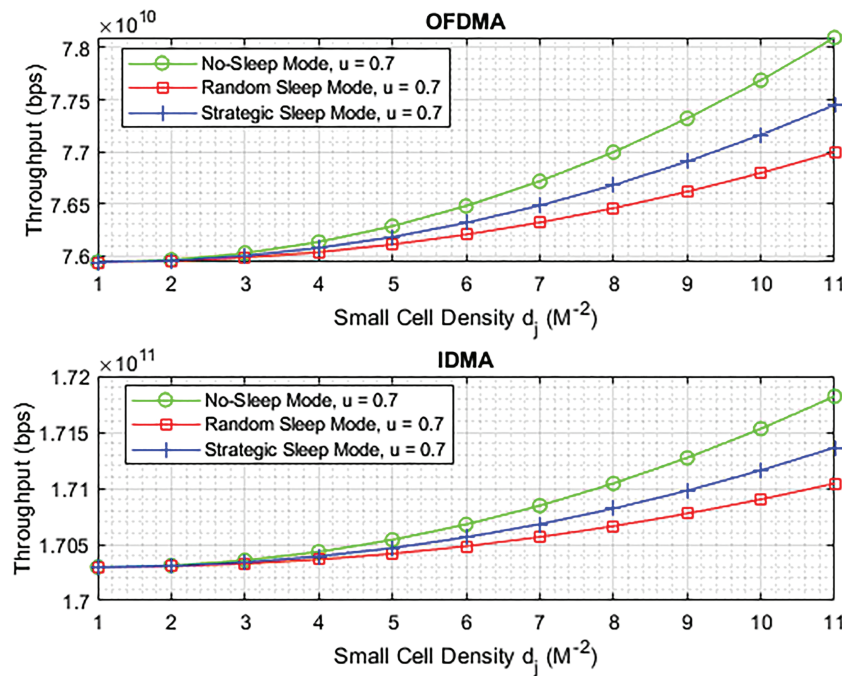 OFDMA
×10^10
Throughput (bps)
7.8
7.75
7.7
7.65
7.6
No-Sleep Mode, u = 0.7
Random Sleep Mode, u = 0.7
Strategic Sleep Mode, u = 0.7
1 2 3 4 5 6 7 8 9 10 11
Small Cell Density d_j (M^-2)
IDMA
×10^11
Throughput (bps)
1.72
1.715
1.71
1.705
1.7
No-Sleep Mode, u = 0.7
Random Sleep Mode, u = 0.7
Strategic Sleep Mode, u = 0.7
1 2 3 4 5 6 7 8 9 10 11
Small Cell Density d_j (M^-2)